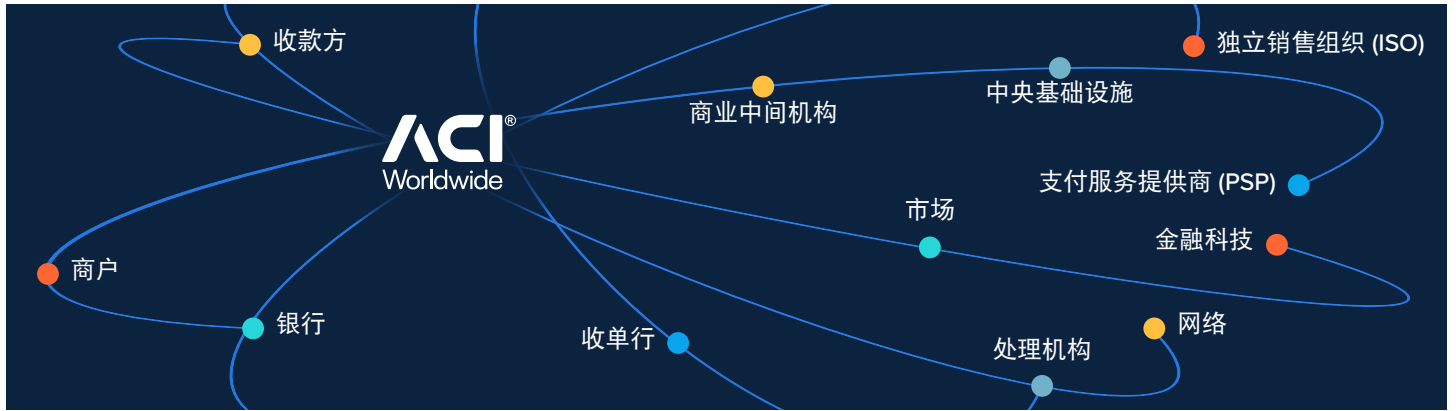 收款方
独立销售组织 (ISO)
中央基础设施
商业中间机构
ACI®
Worldwide
支付服务提供商 (PSP)
市场
金融科技
商户
银行
网络
收单行
处理机构